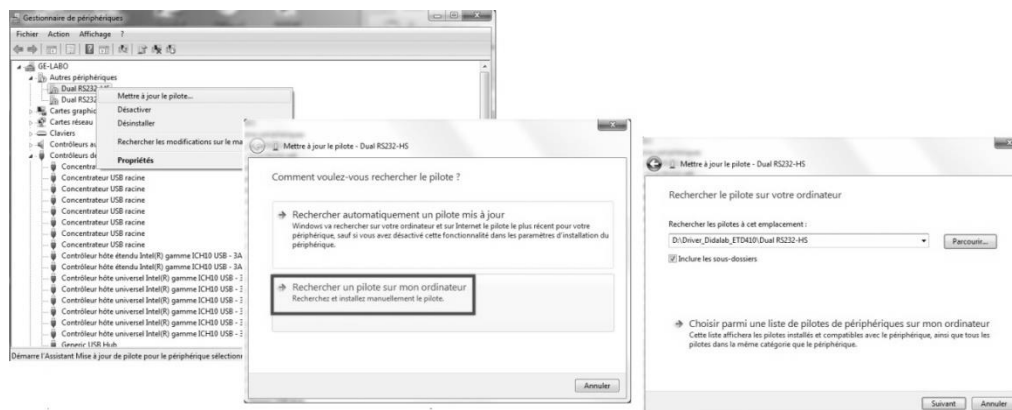 Gestionnaire de périphériques
Fichier Action Affichage ?
GE-LABO
Autres périphériques
Dual RS232-HS
Dual RS232
Cartes graphic
Cartes réseau
Claviers
Contrôleurs au
Contrôleurs de
Concentrat
Concentrateur USB racine
Concentrateur USB racine
Concentrateur USB racine
Concentrateur USB racine
Concentrateur USB racine
Concentrateur USB racine
Concentrateur USB racine
Contrôleur hôte étendu Intel(R) gamme ICH10 USB - 3A
Contrôleur hôte étendu Intel(R) gamme ICH10 USB - 3A
Contrôleur hôte universel Intel(R) gamme ICH10 USB - 3
Contrôleur hôte universel Intel(R) gamme ICH10 USB - 3
Contrôleur hôte universel Intel(R) gamme ICH10 USB - 3
Contrôleur hôte universel Intel(R) gamme ICH10 USB - 3
Contrôleur hôte universel Intel(R) gamme ICH10 USB - 3
Generic USB Hub
Démarre l'Assistant Mise à jour de pilote pour le périphérique sélection
Mettre à jour le pilote...
Désactiver
Désinstaller
Rechercher les modifications sur le ma
Propriétés
Mettre à jour le pilote - Dual RS232-HS
Comment voulez-vous rechercher le pilote ?
Rechercher automatiquement un pilote mis à jour
Windows va rechercher sur votre ordinateur et sur Internet le pilote le plus récent pour votre
périphérique, sauf si vous avez désactivé cette fonctionnalité dans les paramètres d'installation du
périphérique.
Rechercher un pilote sur mon ordinateur
Recherchez et installez manuellement le pilote.
Annuler
Mettre à jour le pilote - Dual RS232-HS
Rechercher le pilote sur votre ordinateur
Rechercher les pilotes à cet emplacement :
D:\Driver_Didalab_ETD410\Dual RS232-HS
Parcourir...
Inclure les sous-dossiers
Choisir parmi une liste de pilotes de périphériques sur mon ordinateur
Cette liste affichera les pilotes installés et compatibles avec le périphérique, ainsi que tous les
pilotes dans la même catégorie que le périphérique.
Suivant Annuler